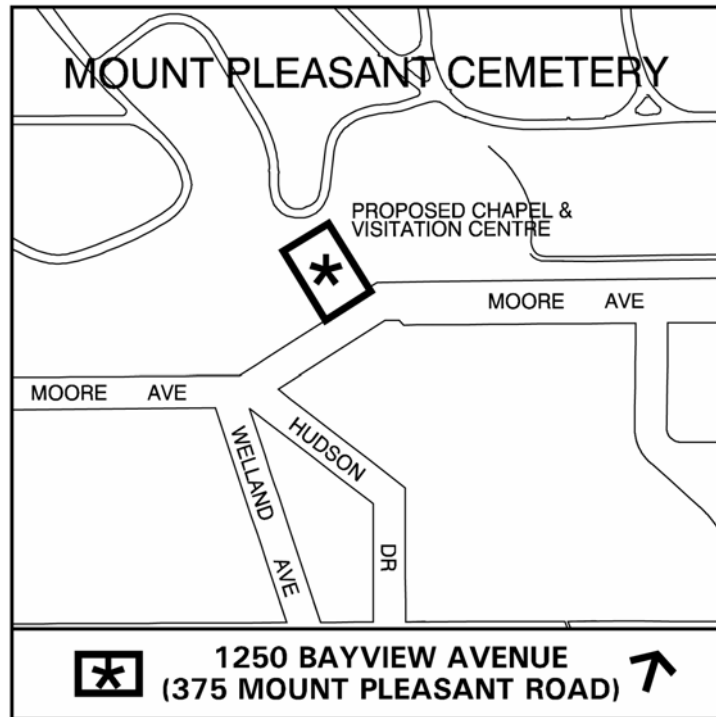 MOUNT PLEASANT CEMETERY
PROPOSED CHAPEL &
VISITATION CENTRE
MOORE AVE
MOORE AVE
WELLAND AVE
HUDSON DR
1250 BAYVIEW AVENUE
(375 MOUNT PLEASANT ROAD)